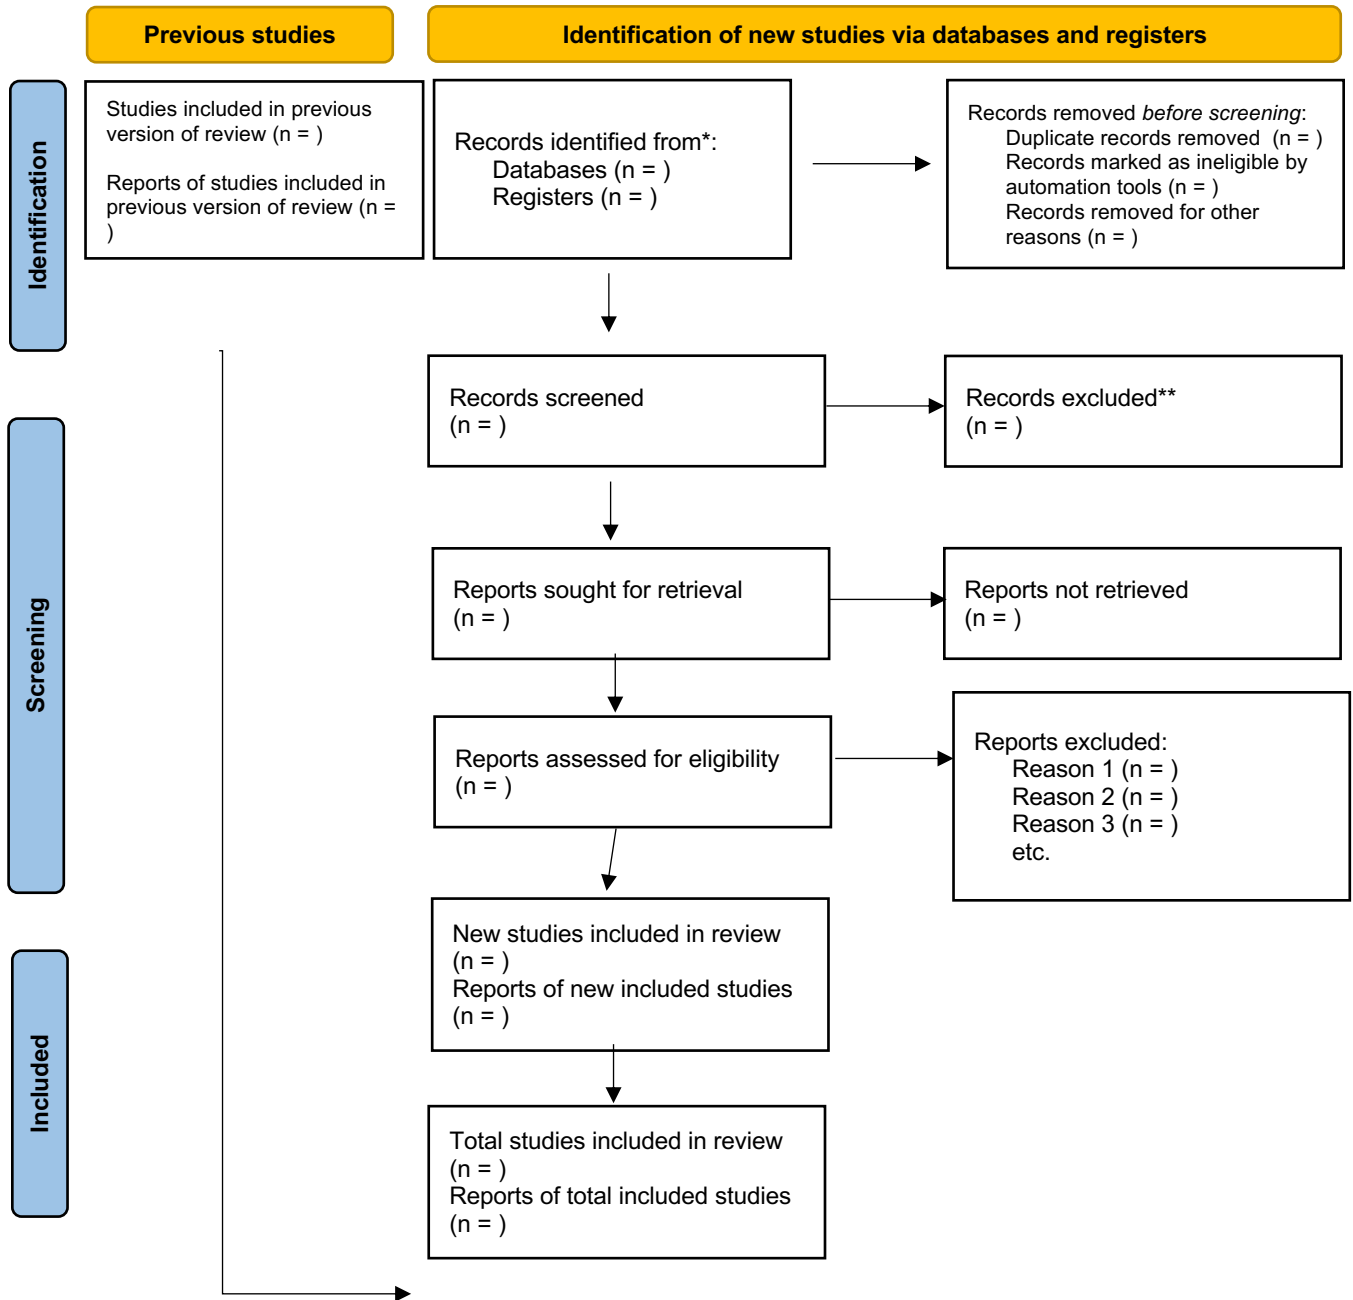 Previous studies
Identification of new studies via databases and registers
Identification
Studies included in previous
version of review (n = )
Reports of studies included in
previous version of review (n =
)
Records identified from*:
Databases (n = )
Registers (n = )
Records removed before screening:
Duplicate records removed  (n = )
Records marked as ineligible by
automation tools (n = )
Records removed for other
reasons (n = )
Screening
Records screened
(n = )
Records excluded**
(n = )
Reports sought for retrieval
(n = )
Reports not retrieved
(n = )
Reports assessed for eligibility
(n = )
Reports excluded:
Reason 1 (n = )
Reason 2 (n = )
Reason 3 (n = )
etc.
Included
New studies included in review
(n = )
Reports of new included studies
(n = )
Total studies included in review
(n = )
Reports of total included studies
(n = )